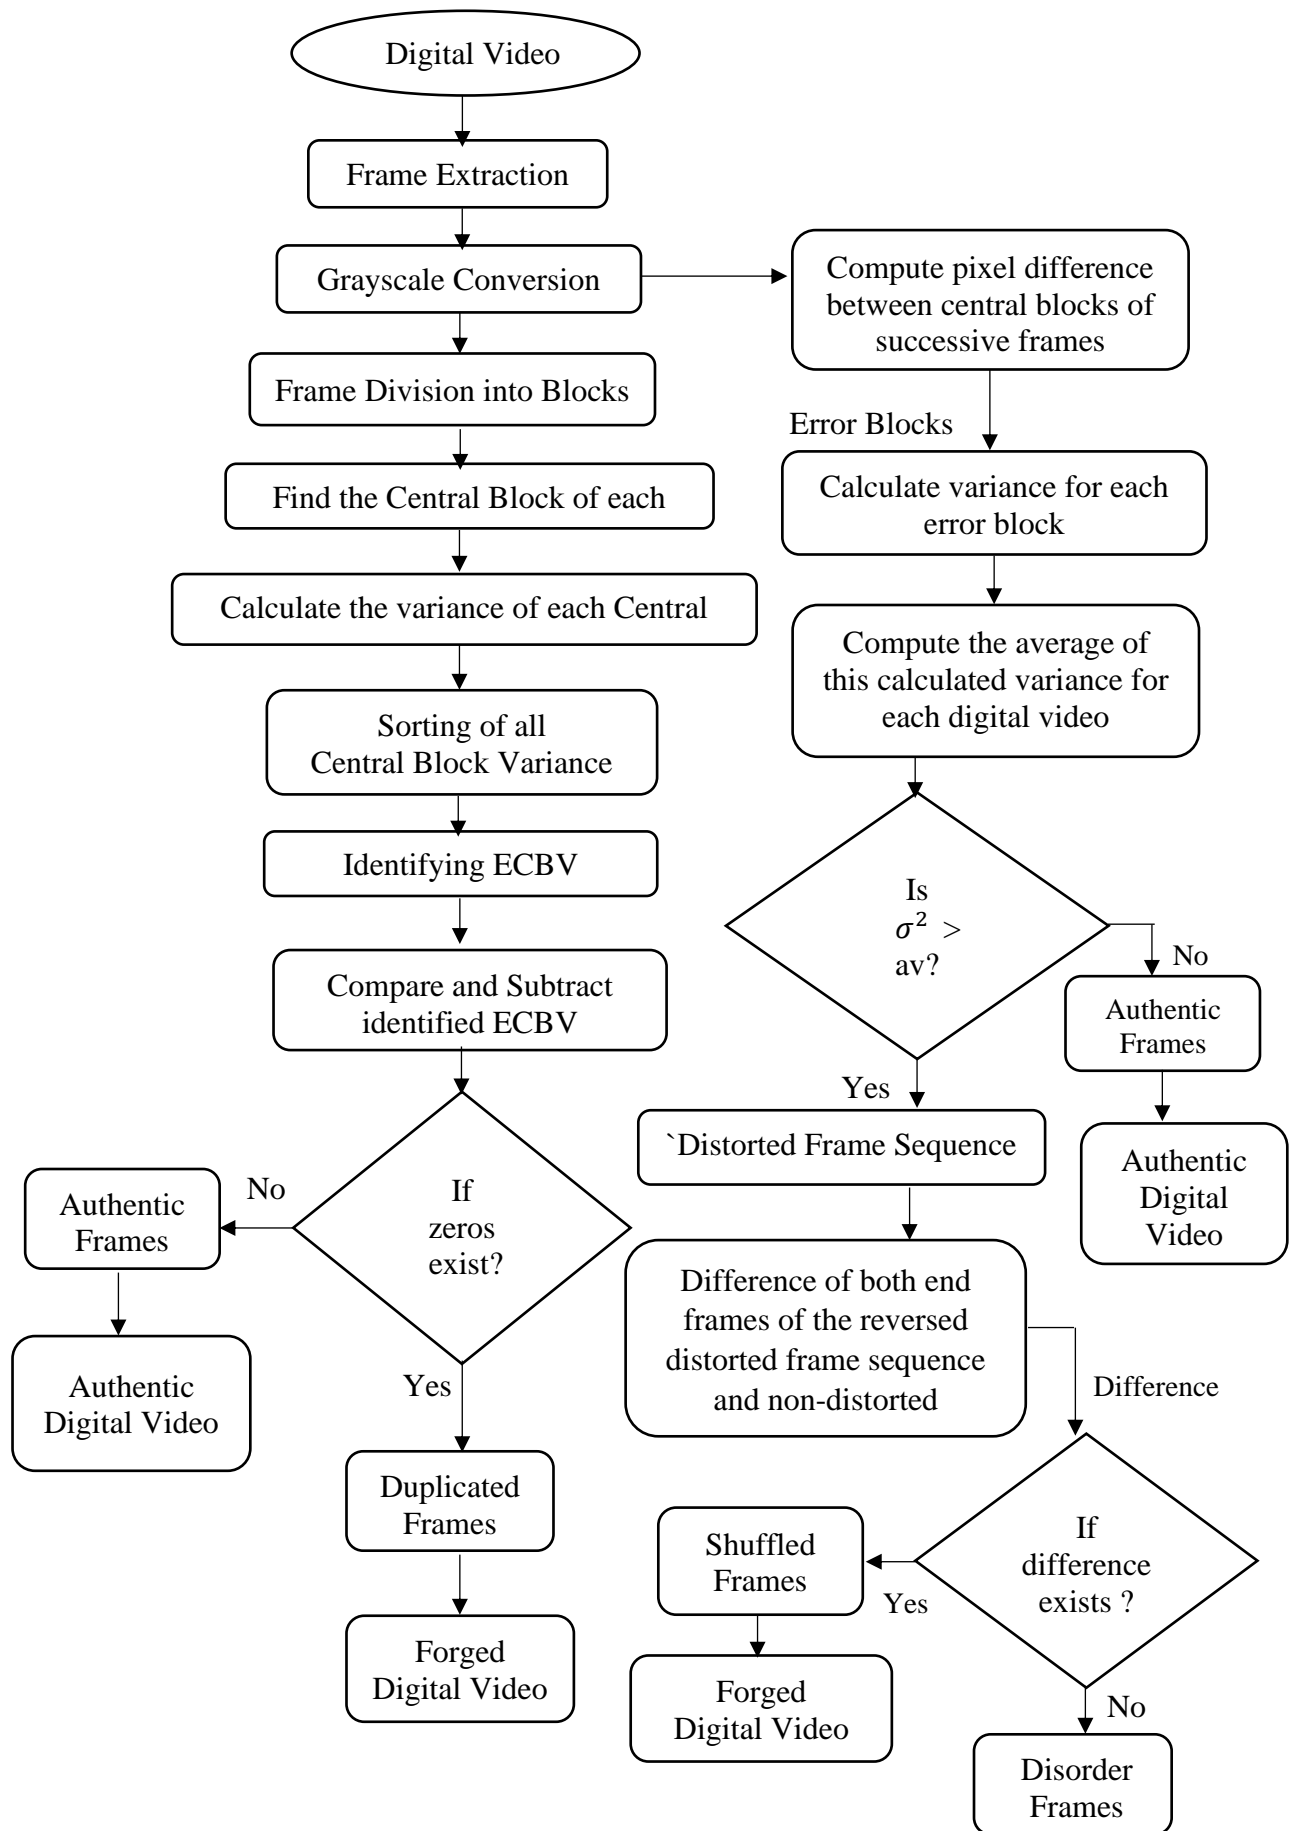 Digital Video
Frame Extraction
Grayscale Conversion
Frame Division into Blocks
Find the Central Block of each
Calculate the variance of each Central
Sorting of all
Central Block Variance
Identifying ECBV
Compare and Subtract
identified ECBV
If
zeros
exist?
No
Authentic
Frames
Authentic
Digital Video
Yes
Duplicated
Frames
Forged
Digital Video
Compute pixel difference
between central blocks of
successive frames
Error Blocks
Calculate variance for each
error block
Compute the average of
this calculated variance for
each digital video
Is
σ² >
av?
No
Authentic
Frames
Authentic
Digital
Video
Yes
`Distorted Frame Sequence
Difference of both end
frames of the reversed
distorted frame sequence
and non-distorted
Difference
If
difference
exists ?
Yes
Shuffled
Frames
Forged
Digital Video
No
Disorder
Frames